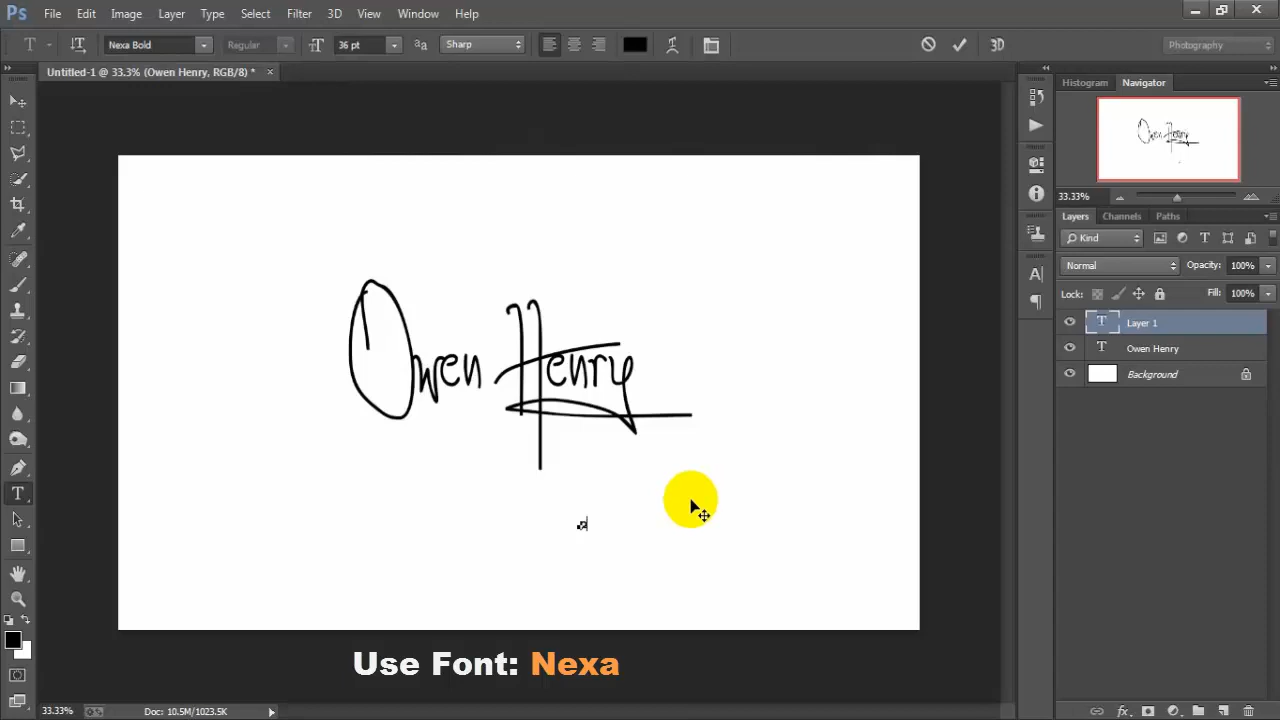 Ps File Edit Image Layer Type Select Filter 3D View Window Help
T Nexa Bold Regular 36 pt aa Sharp 3D Photography
Untitled-1 @ 33.3% (Owen Henry, RGB/8) *
Histogram Navigator
33.33%
Layers Channels Paths
Kind
Normal Opacity: 100%
Lock: Fill: 100%
Layer 1
Owen Henry
Background
Owen Henry
Use Font: Nexa
33.33% Doc: 10.5M/1023.5K